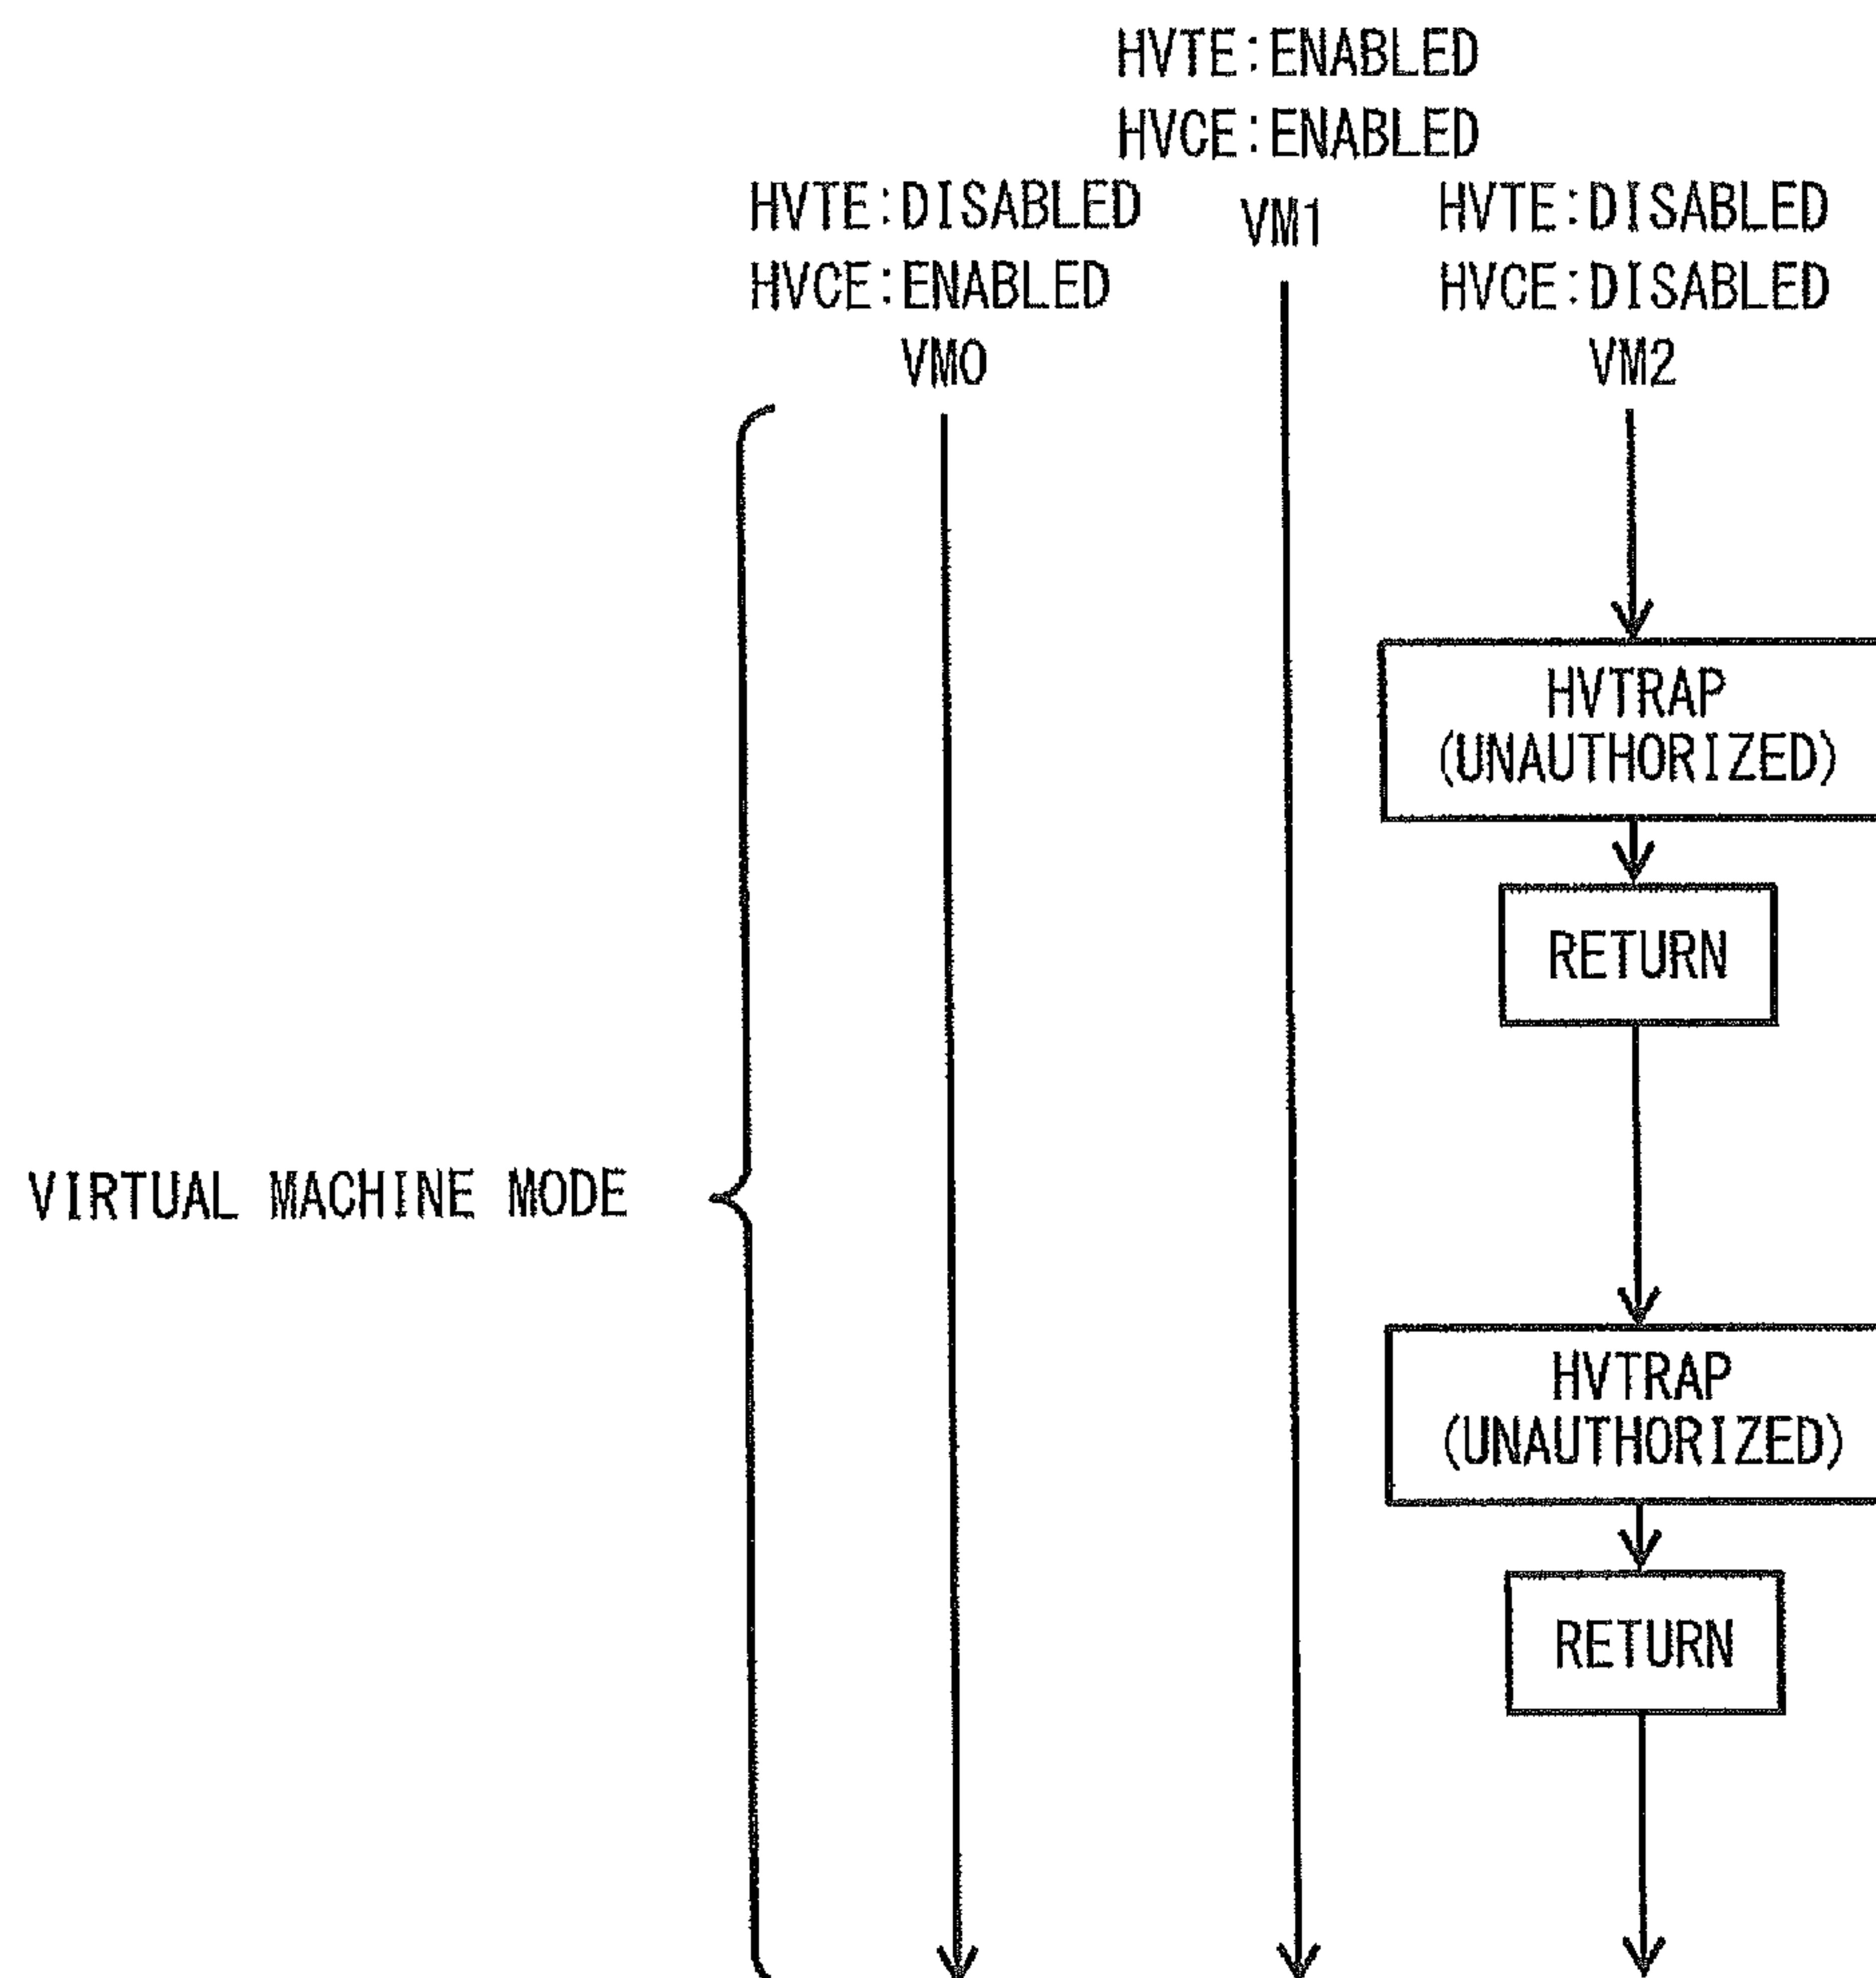 HVTE:ENABLED
HVCE:ENABLED
VM1
HVTE:DISABLED
HVCE:ENABLED
VM0
HVTE:DISABLED
HVCE:DISABLED
VM2
HVTRAP
(UNAUTHORIZED)
RETURN
VIRTUAL MACHINE MODE
HVTRAP
(UNAUTHORIZED)
RETURN